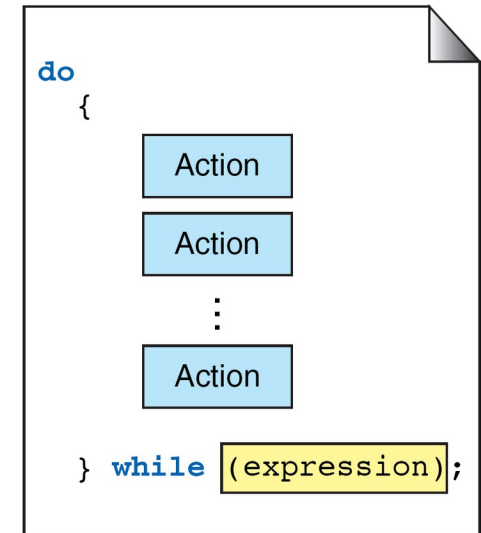 do
{
Action
Action
⋮
Action
} while (expression);